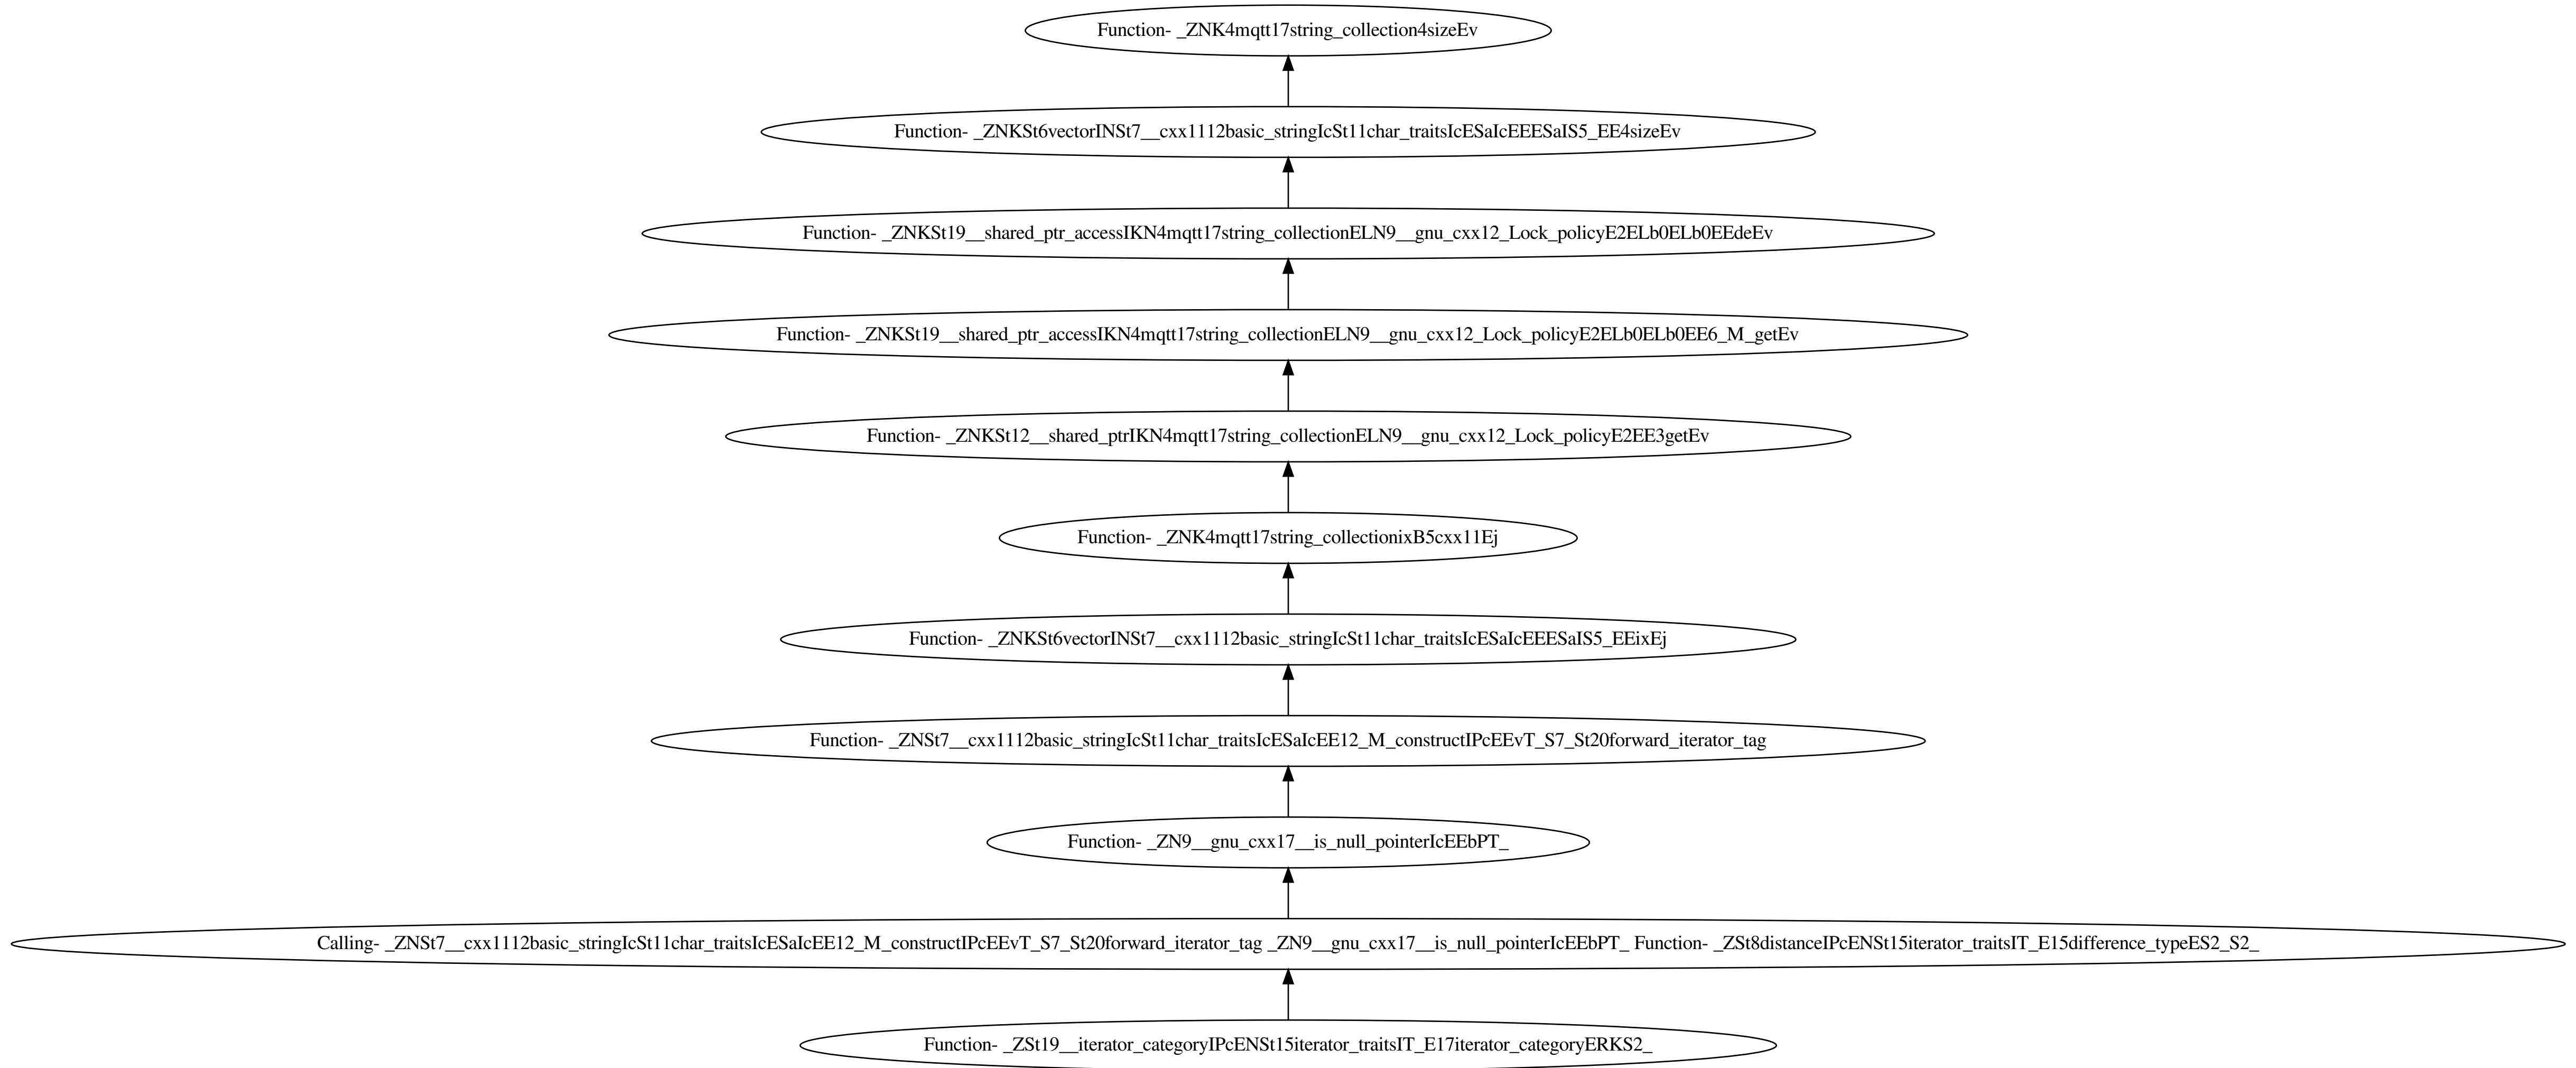 Function- _ZNK4mqtt17string_collection4sizeEv
Function- _ZNKSt6vectorINSt7__cxx1112basic_stringIcSt11char_traitsIcESaIcEEESaIS5_EE4sizeEv
Function- _ZNKSt19__shared_ptr_accessIKN4mqtt17string_collectionELN9__gnu_cxx12_Lock_policyE2ELb0ELb0EEdeEv
Function- _ZNKSt19__shared_ptr_accessIKN4mqtt17string_collectionELN9__gnu_cxx12_Lock_policyE2ELb0ELb0EE6_M_getEv
Function- _ZNKSt12__shared_ptrIKN4mqtt17string_collectionELN9__gnu_cxx12_Lock_policyE2EE3getEv
Function- _ZNK4mqtt17string_collectionixB5cxx11Ej
Function- _ZNKSt6vectorINSt7__cxx1112basic_stringIcSt11char_traitsIcESaIcEEESaIS5_EEixEj
Function- _ZNSt7__cxx1112basic_stringIcSt11char_traitsIcESaIcEE12_M_constructIPcEEvT_S7_St20forward_iterator_tag
Function- _ZN9__gnu_cxx17__is_null_pointerIcEEbPT_
Calling- _ZNSt7__cxx1112basic_stringIcSt11char_traitsIcESaIcEE12_M_constructIPcEEvT_S7_St20forward_iterator_tag _ZN9__gnu_cxx17__is_null_pointerIcEEbPT_ Function- _ZSt8distanceIPcENSt15iterator_traitsIT_E15difference_typeES2_S2_
Function- _ZSt19__iterator_categoryIPcENSt15iterator_traitsIT_E17iterator_categoryERKS2_